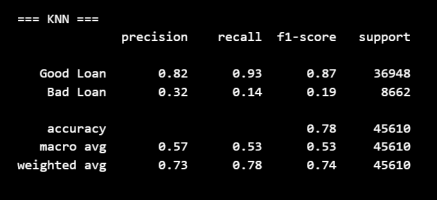 === KNN ===
precision recall f1-score support
Good Loan 0.82 0.93 0.87 36948
Bad Loan 0.32 0.14 0.19 8662
accuracy 0.78 45610
macro avg 0.57 0.53 0.53 45610
weighted avg 0.73 0.78 0.74 45610